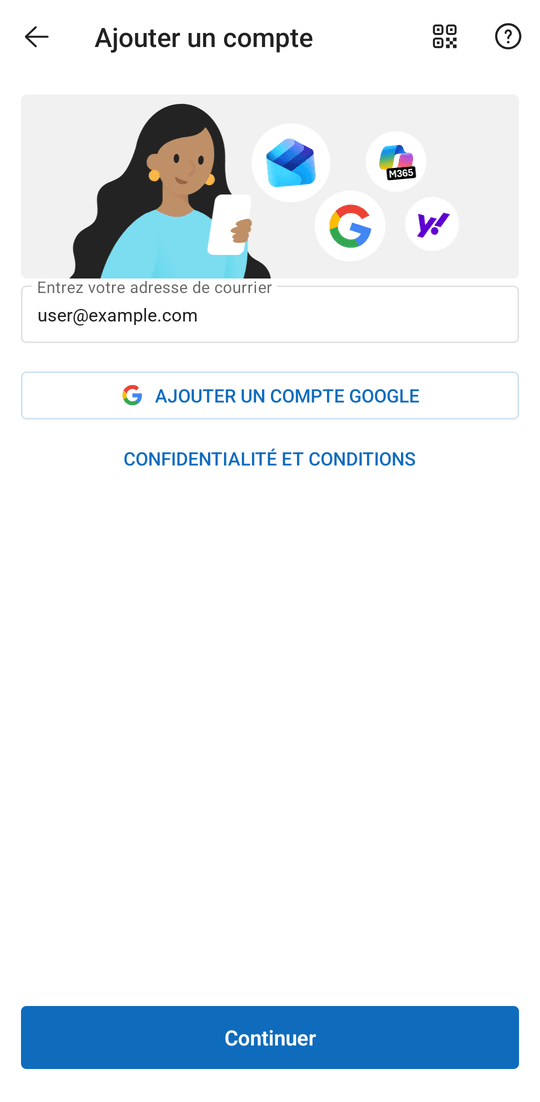 Ajouter un compte
M365
Entrez votre adresse de courrier
user@example.com
AJOUTER UN COMPTE GOOGLE
CONFIDENTIALITÉ ET CONDITIONS
Continuer